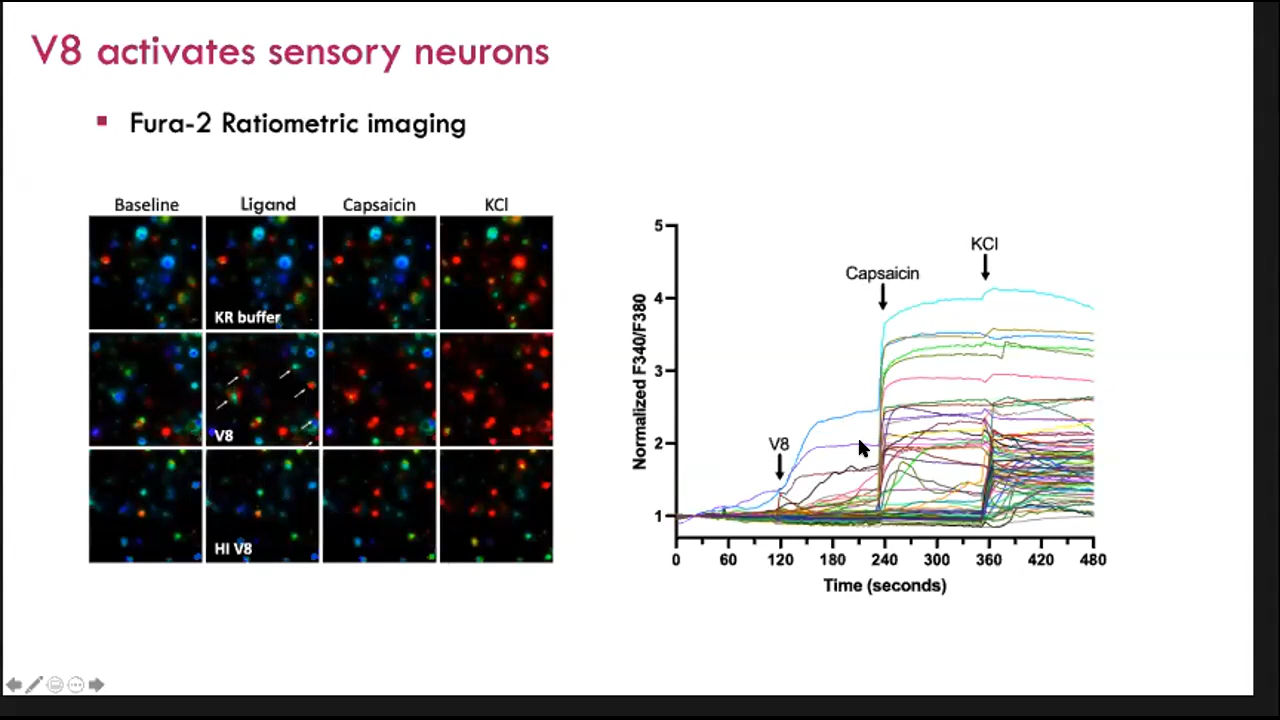 V8 activates sensory neurons
▪ Fura-2 Ratiometric imaging
Baseline Ligand Capsaicin KCl
KR buffer
V8
HI V8
5
4
3
2
1
Normalized F340/F380
V8
Capsaicin
KCl
0 60 120 180 240 300 360 420 480
Time (seconds)